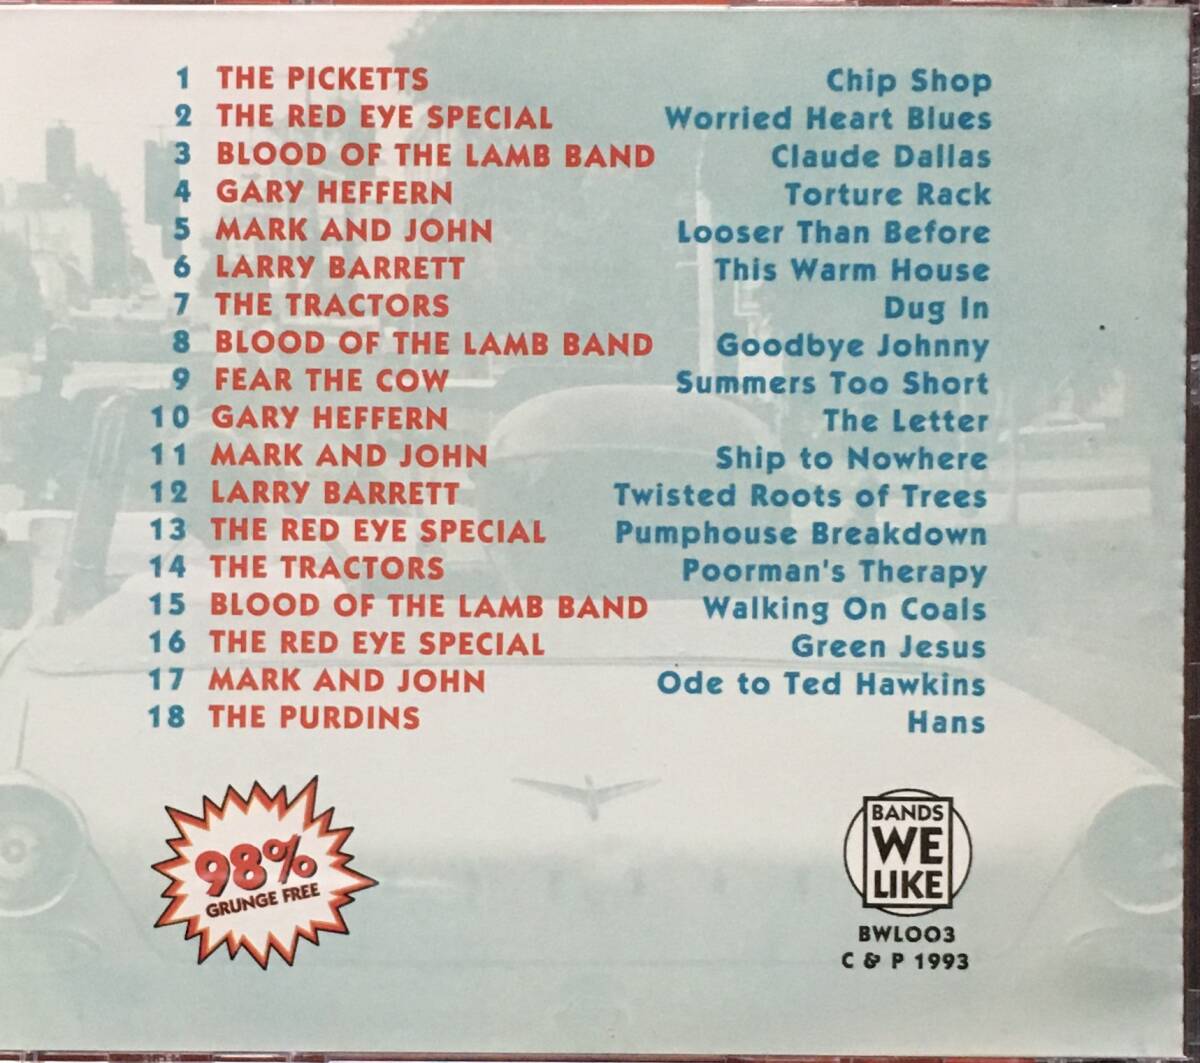 1 THE PICKETTS Chip Shop
2 THE RED EYE SPECIAL Worried Heart Blues
3 BLOOD OF THE LAMB BAND Claude Dallas
4 GARY HEFFERN Torture Rack
5 MARK AND JOHN Looser Than Before
6 LARRY BARRETT This Warm House
7 THE TRACTORS Dug In
8 BLOOD OF THE LAMB BAND Goodbye Johnny
9 FEAR THE COW Summers Too Short
10 GARY HEFFERN The Letter
11 MARK AND JOHN Ship to Nowhere
12 LARRY BARRETT Twisted Roots of Trees
13 THE RED EYE SPECIAL Pumphouse Breakdown
14 THE TRACTORS Poorman's Therapy
15 BLOOD OF THE LAMB BAND Walking On Coals
16 THE RED EYE SPECIAL Green Jesus
17 MARK AND JOHN Ode to Ted Hawkins
18 THE PURDINS Hans
98%
GRUNGE FREE
BANDS
WE
LIKE
BWL003
C & P 1993